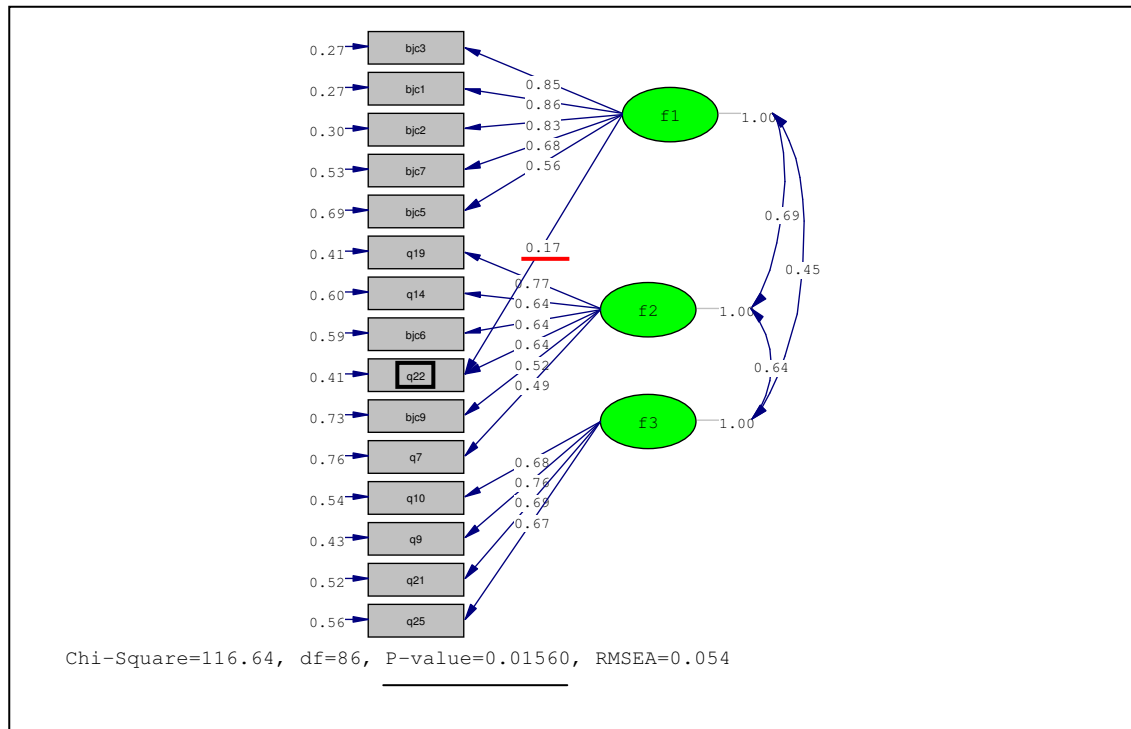 0.27 bjc3
0.85
0.27 bjc1
0.86
f1 1.00
0.30 bjc2
0.83
0.53 bjc7
0.68
0.56
0.69 bjc5
0.69
0.41 q19
0.17
0.45
0.60 q14
0.77
0.64
f2 1.00
0.59 bjc6
0.64
0.64
0.41 q22
0.52
0.64
0.49
0.73 bjc9
f3 1.00
0.76 q7
0.68
0.54 q10
0.76
0.69
0.43 q9
0.67
0.52 q21
0.56 q25
Chi-Square=116.64, df=86, P-value=0.01560, RMSEA=0.054